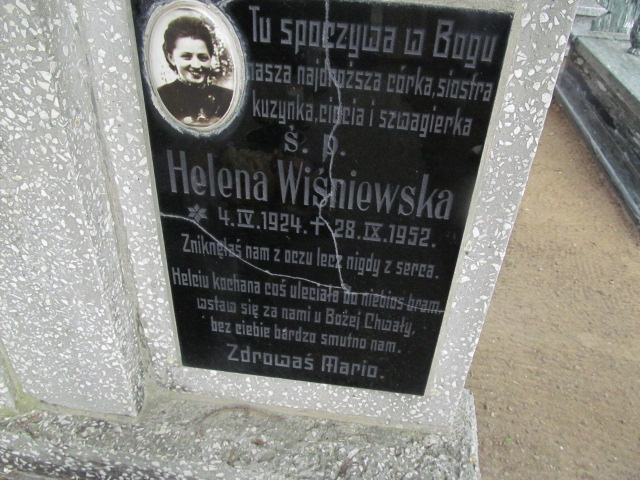 Tu spoczywa w Bogu
nasza najdroższa córka, siostra
kuzynka, ciocia i szwagierka
ś. p.
Helena Wiśniewska
* 4.IV.1924. + 28.IX.1952.
Zniknęłaś nam z oczu lecz nigdy z serca.
Helciu kochana coś uleciała do niebios bram.
wstaw się za nami u Bożej Chwały,
bez ciebie bardzo smutno nam.
Zdrowaś Mario.